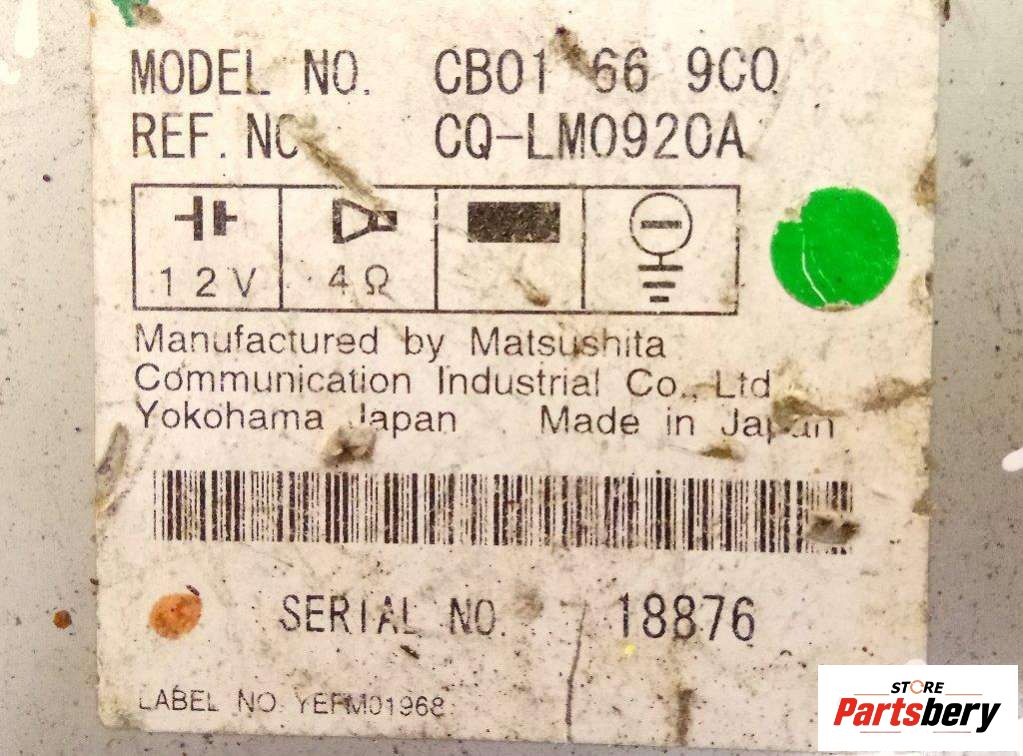 MODEL NO. CB01 66 9C0
REF. NO CQ-LM0920A
12V 4Ω
Manufactured by Matsushita
Communication Industrial Co., Ltd
Yokohama Japan . Made in Japan
SERIAL NO. 18876
LABEL NO. YEFM01968
STORE
Partsbery